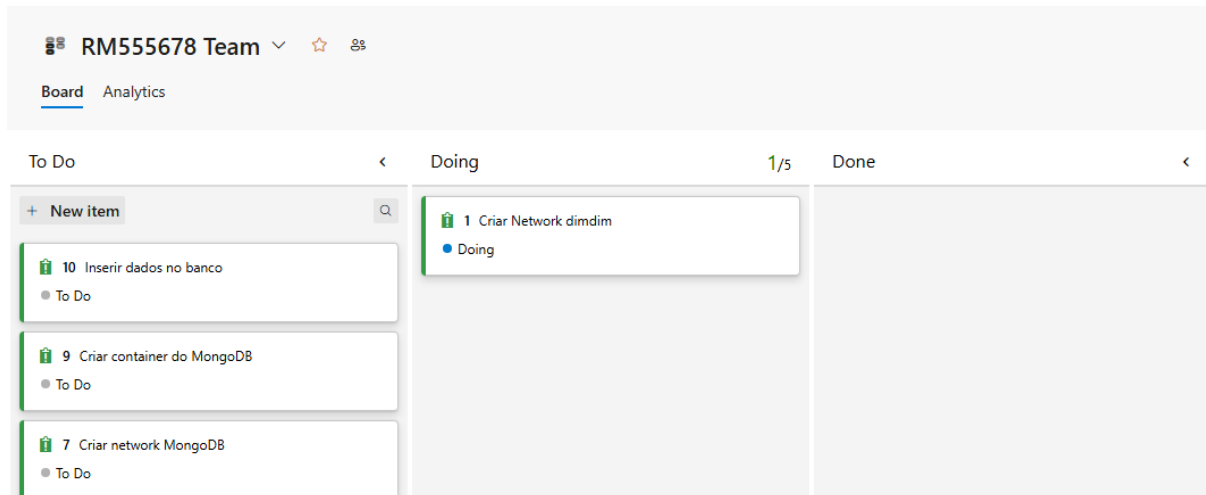 RM555678 Team
Board Analytics
To Do
+ New item
10 Inserir dados no banco
To Do
9 Criar container do MongoDB
To Do
7 Criar network MongoDB
To Do
Doing 1/5
1 Criar Network dimdim
Doing
Done